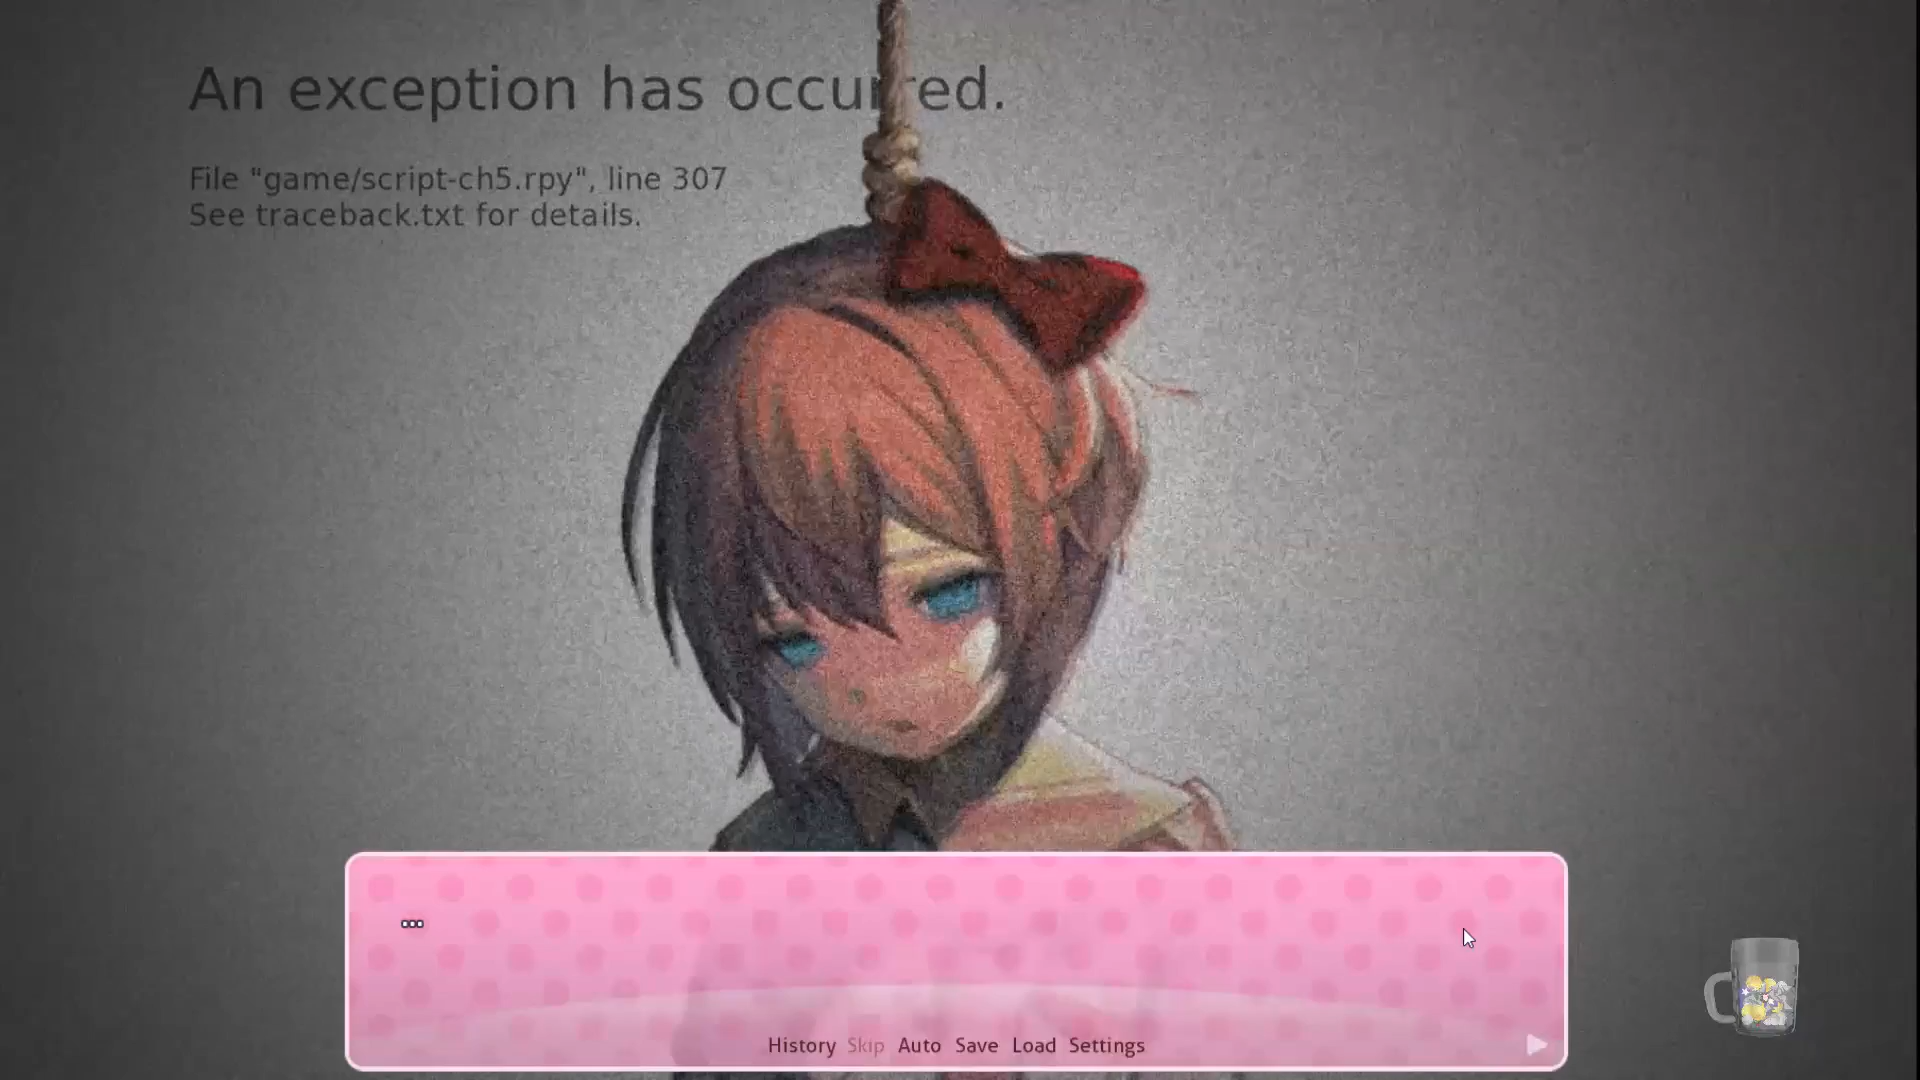 An exception has occurred.
File "game/script-ch5.rpy", line 307
See traceback.txt for details.
...
History Skip Auto Save Load Settings